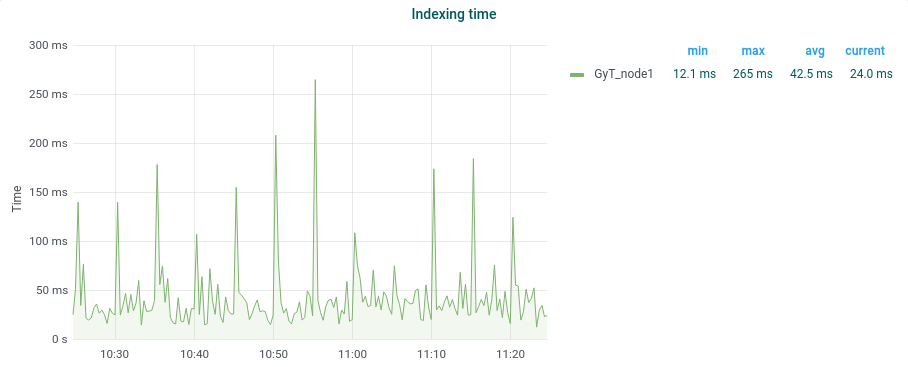 Indexing time
300 ms
250 ms
200 ms
150 ms
100 ms
50 ms
0 s
Time
10:30 10:40 10:50 11:00 11:10 11:20
min max avg current
GyT_node1 12.1 ms 265 ms 42.5 ms 24.0 ms